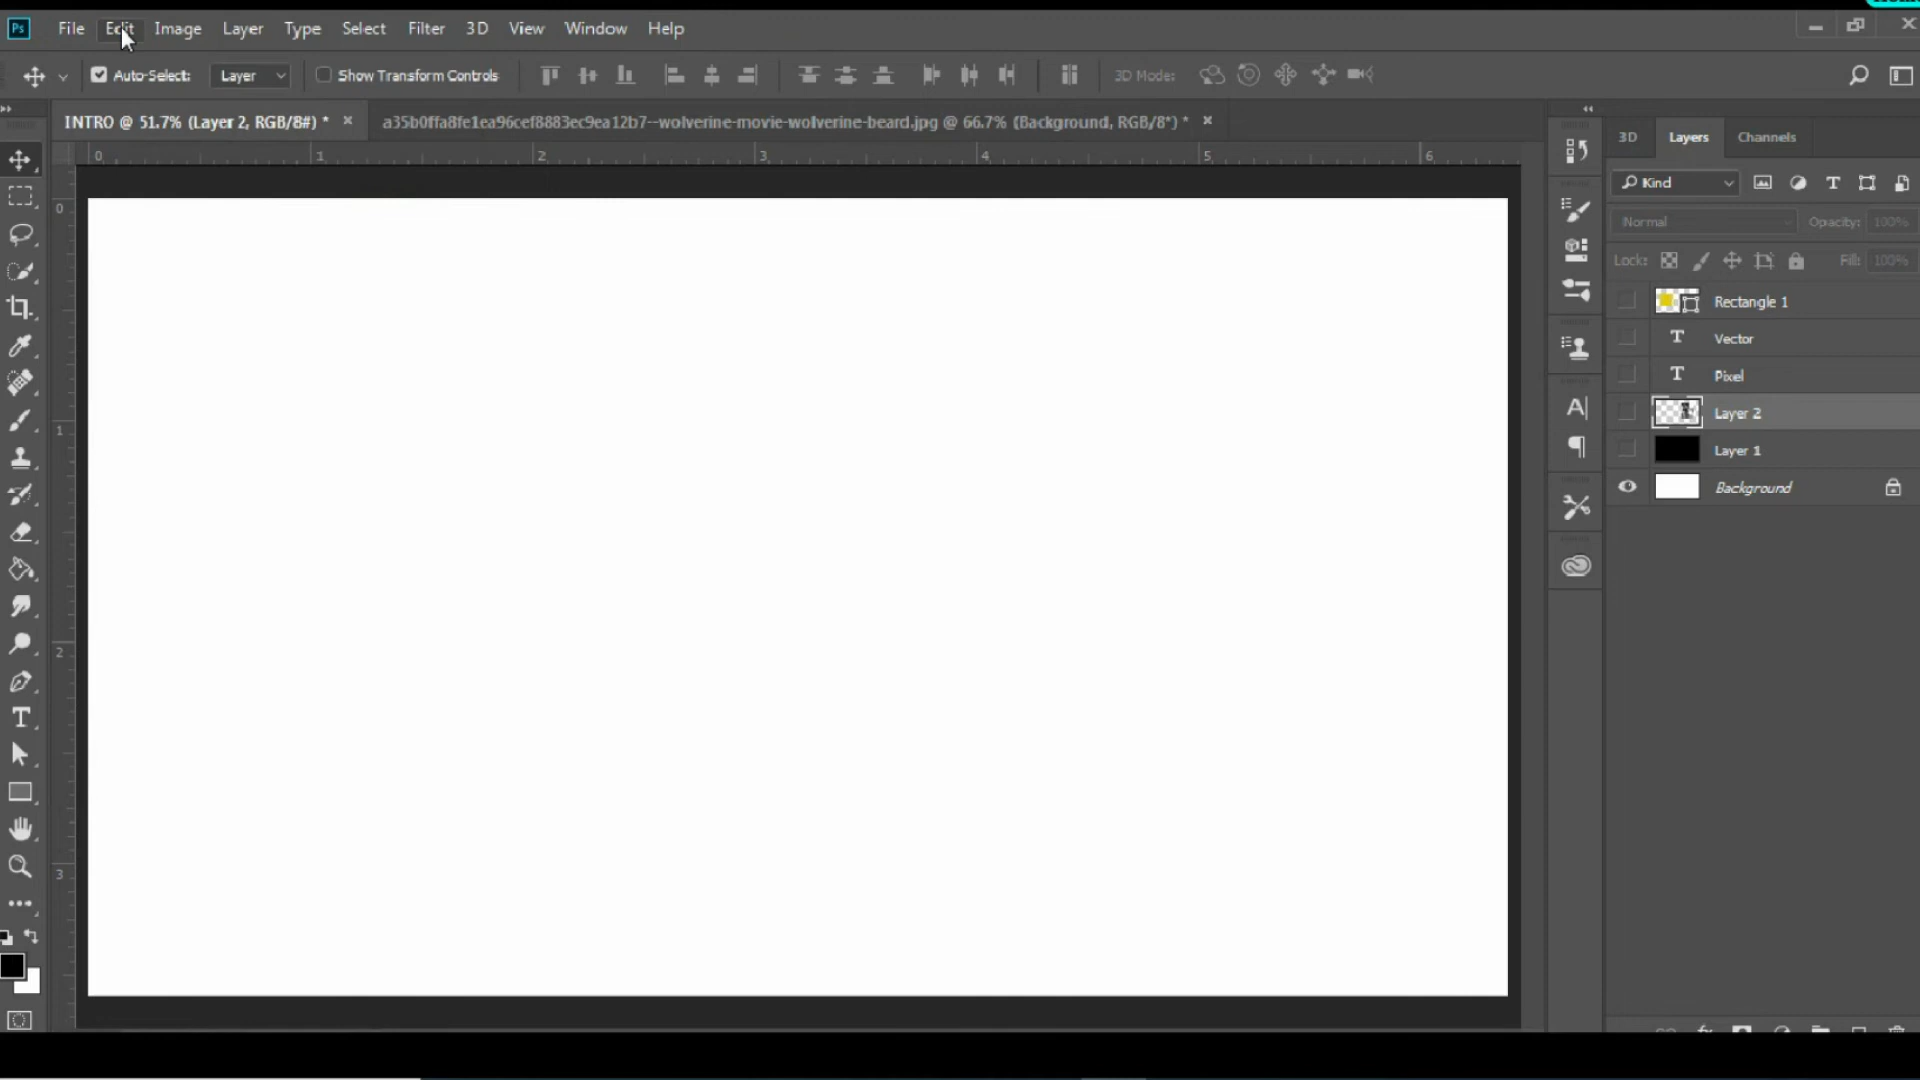 Ps File Edit Image Layer Type Select Filter 3D View Window Help
Auto-Select: Layer Show Transform Controls 3D Mode:
INTRO @ 51.7% (Layer 2, RGB/8#) * × a35b0ffa8fe1ea96cef8883ec9ea12b7--wolverine-movie-wolverine-beard.jpg @ 66.7% (Background, RGB/8*) * ×
3D Layers Channels
0 1 2 3 4 5 6
Kind
0
Normal Opacity: 100%
Lock: Fill: 100%
Rectangle 1
T Vector
T Pixel
Layer 2
1
Layer 1
Background
2
3